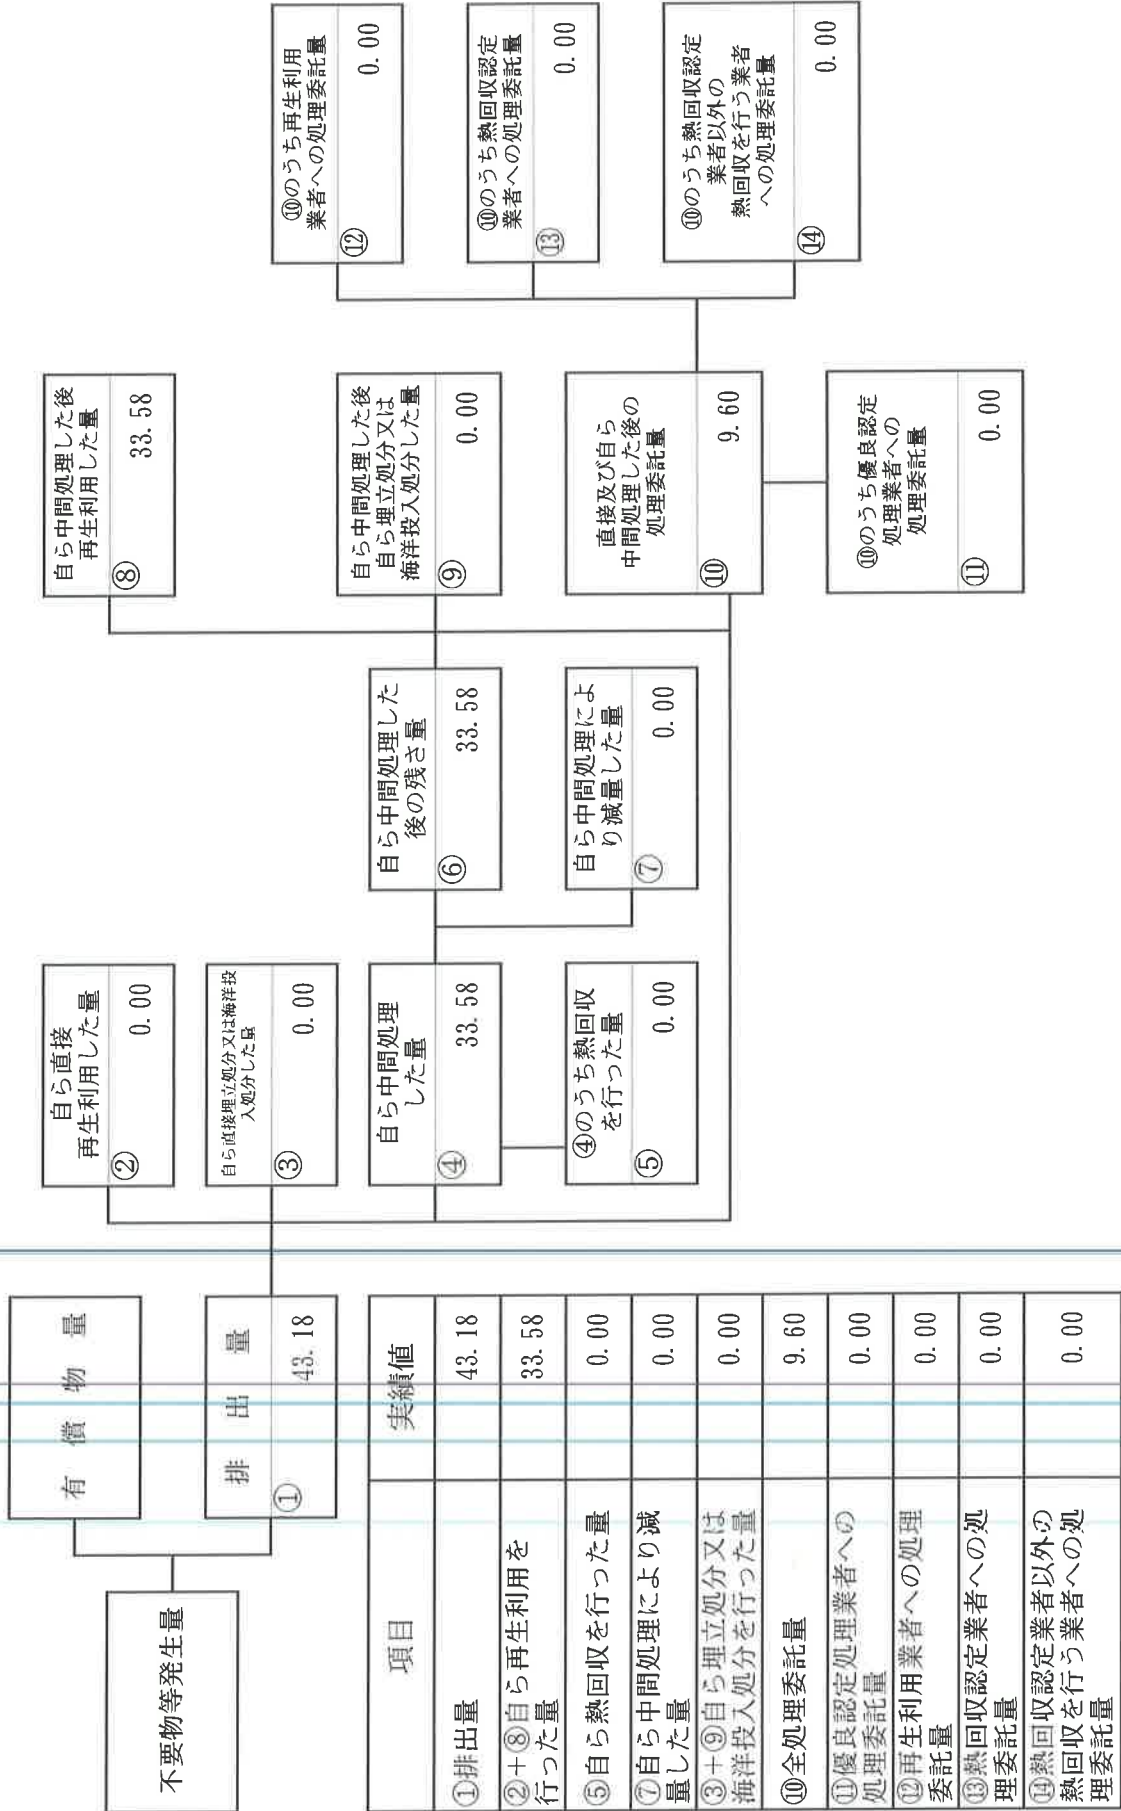 不要物等発生量
有償物量
排出量
①
43.18
自ら直接
再生利用した量
②
0.00
自ら直接埋立処分又は海洋投
入処分した量
③
0.00
自ら中間処理
した量
④
33.58
④のうち熱回収
を行った量
⑤
0.00
自ら中間処理した
後の残さ量
⑥
33.58
自ら中間処理によ
り減量した量
⑦
0.00
自ら中間処理した後
再生利用した量
⑧
33.58
自ら中間処理した後
自ら埋立処分又は
海洋投入処分した量
⑨
0.00
直接及び自ら
中間処理した後の
処理委託量
⑩
9.60
⑩のうち優良認定
処理業者への
処理委託量
⑪
0.00
⑩のうち再生利用
業者への処理委託量
⑫
0.00
⑩のうち熱回収認定
業者への処理委託量
⑬
0.00
⑩のうち熱回収認定
業者以外の
熱回収を行う業者
への処理委託量
⑭
0.00
項目 実績値
①排出量 43.18
②+⑧自ら再生利用を
行った量 33.58
⑤自ら熱回収を行った量 0.00
⑦自ら中間処理により減
量した量 0.00
③+⑨自ら埋立処分又は
海洋投入処分を行った量 0.00
⑩全処理委託量 9.60
⑪優良認定処理業者への
処理委託量 0.00
⑫再生利用業者への処理
委託量 0.00
⑬熱回収認定業者への処
理委託量 0.00
⑭熱回収認定業者以外の
熱回収を行う業者への処
理委託量 0.00